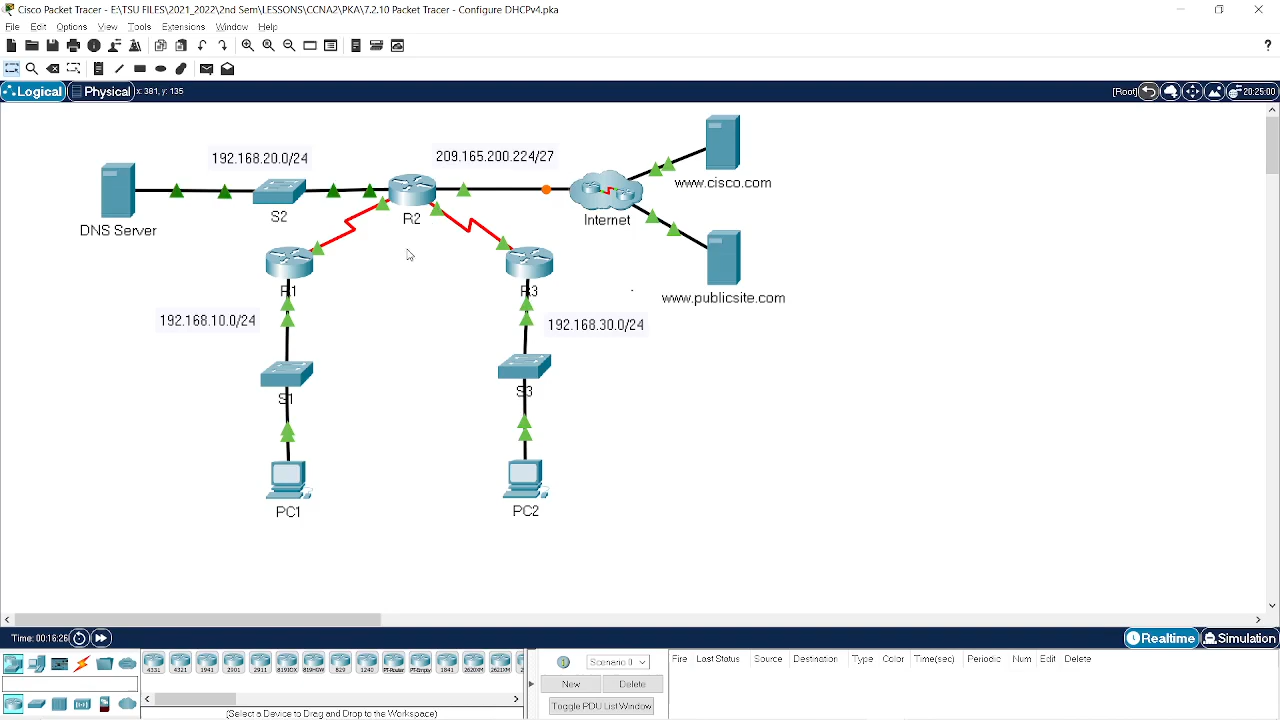 Cisco Packet Tracer - E:\TSU FILES\2021_2022\2nd Sem\LESSONS\CCNA2\PKA\7.2.10 Packet Tracer - Configure DHCPv4.pka
File Edit Options View Tools Extensions Window Help
?
Logical Physical x: 381, y: 135 [Root] 20:25:00
192.168.20.0/24
209.165.200.224/27
www.cisco.com
S2
R2
Internet
DNS Server
R1
R3
www.publicsite.com
192.168.10.0/24
192.168.30.0/24
S1
S3
PC1
PC2
Time: 00:16:26 Realtime Simulation
4331 4321 1941 2901 2911 819IOX 819HGW 829 1240 PT-Router PT-Empty 1841 2620XM 2621XM
Scenario 0
Fire Last Status Source Destination Type Color Time(sec) Periodic Num Edit Delete
New Delete
Toggle PDU List Window
(Select a Device to Drag and Drop to the Workspace)